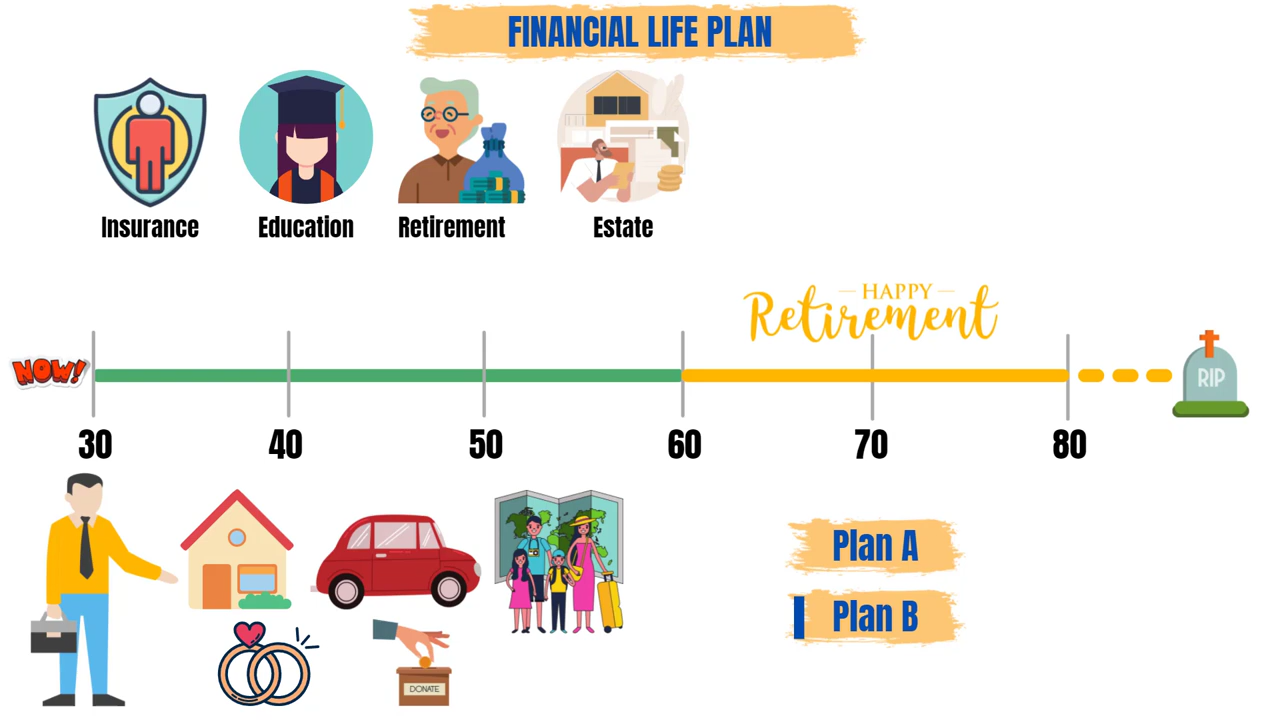 FINANCIAL LIFE PLAN
Insurance
Education
Retirement
Estate
HAPPY
Retirement
NOW!
RIP
30
40
50
60
70
80
DONATE
Plan A
Plan B